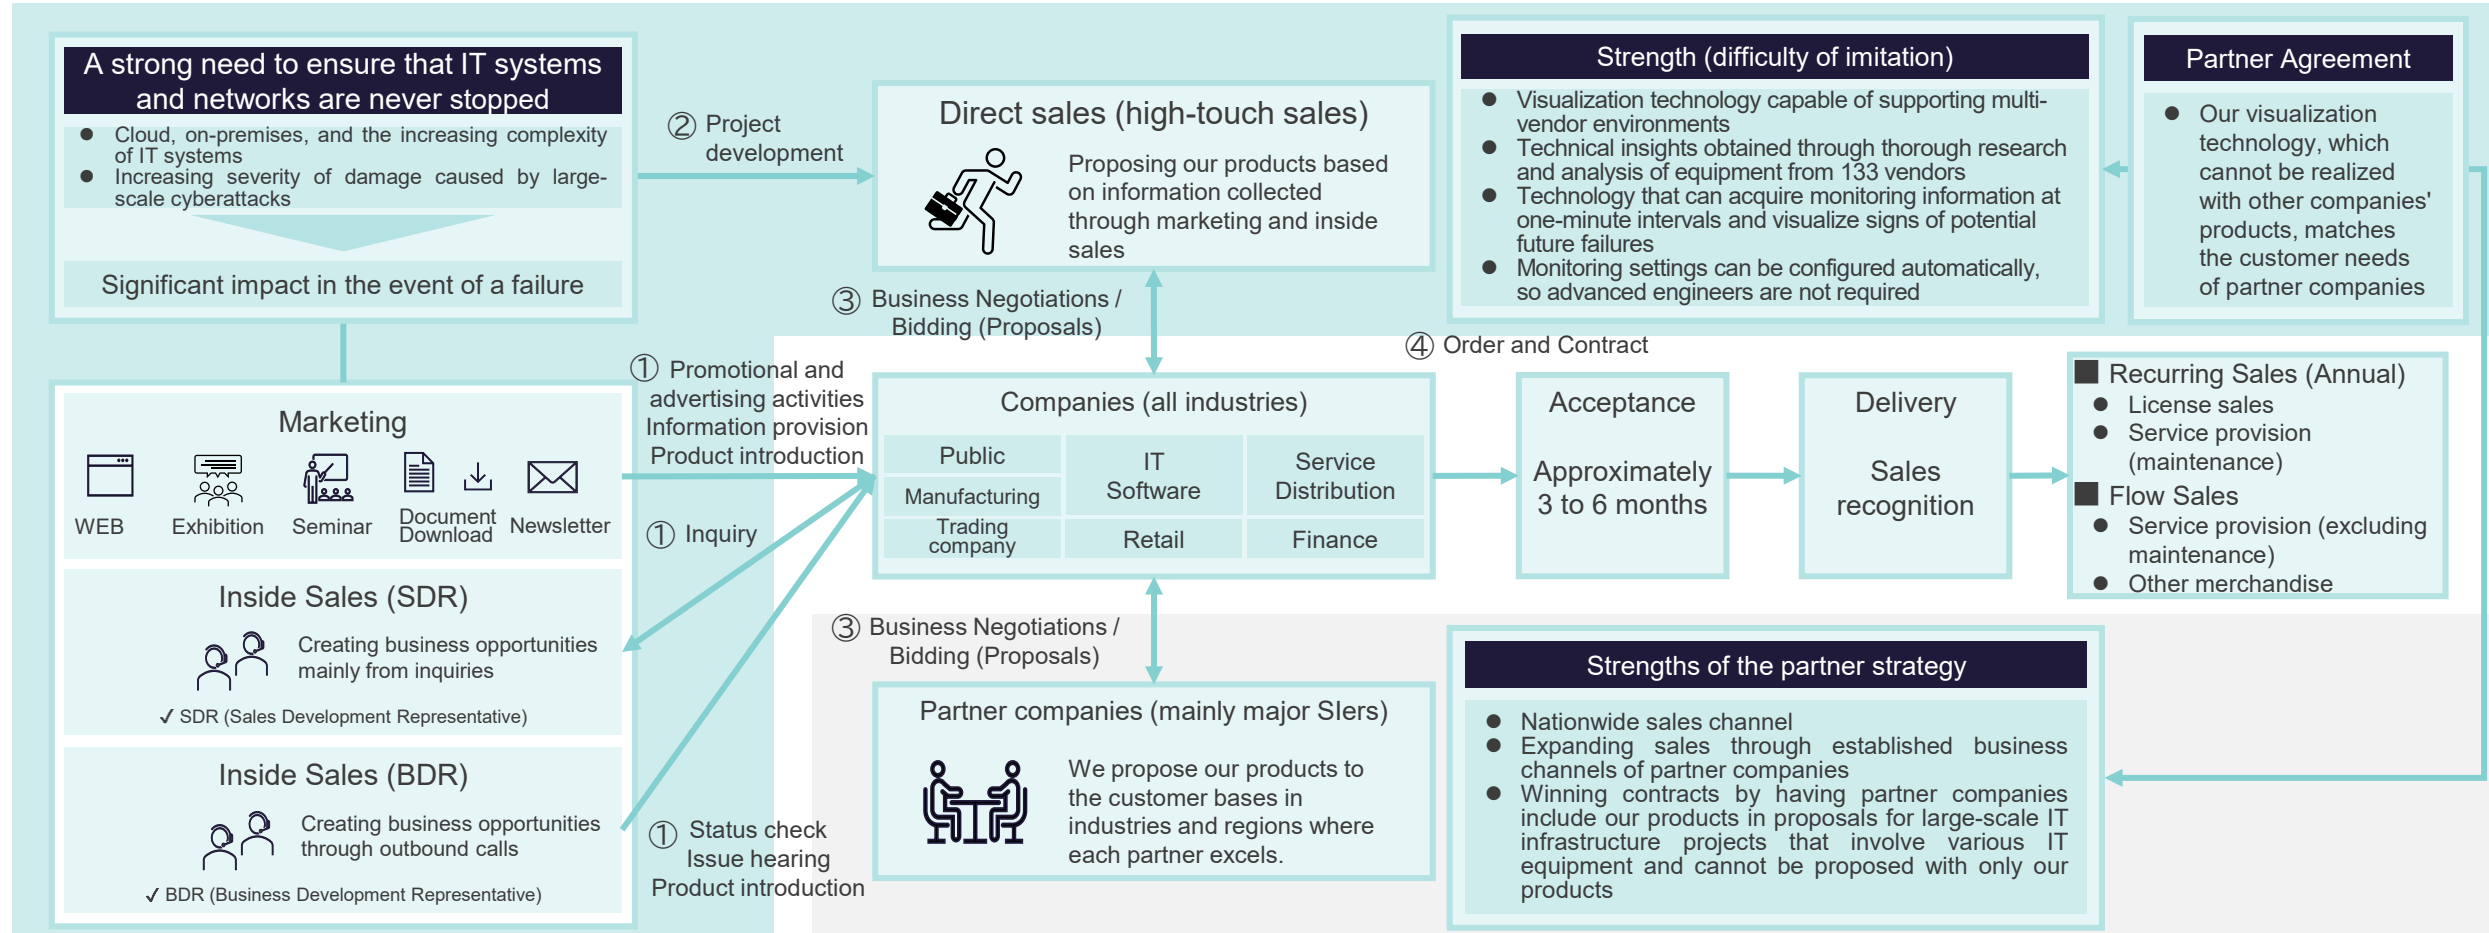 A strong need to ensure that IT systems
and networks are never stopped
● Cloud, on-premises, and the increasing complexity
of IT systems
● Increasing severity of damage caused by large-
scale cyberattacks
Significant impact in the event of a failure
② Project
development
Direct sales (high-touch sales)
Proposing our products based
on information collected
through marketing and inside
sales
Strength (difficulty of imitation)
● Visualization technology capable of supporting multi-
vendor environments
● Technical insights obtained through thorough research
and analysis of equipment from 133 vendors
● Technology that can acquire monitoring information at
one-minute intervals and visualize signs of potential
future failures
● Monitoring settings can be configured automatically,
so advanced engineers are not required
Partner Agreement
● Our visualization
technology, which
cannot be realized
with other companies'
products, matches
the customer needs
of partner companies
③ Business Negotiations /
Bidding (Proposals)
④ Order and Contract
Marketing
WEB
Exhibition
Seminar
Document
Download
Newsletter
① Promotional and
advertising activities
Information provision
Product introduction
① Inquiry
Companies (all industries)
Public
Manufacturing
Trading
company
IT
Software
Retail
Service
Distribution
Finance
Acceptance
Approximately
3 to 6 months
Delivery
Sales
recognition
■ Recurring Sales (Annual)
● License sales
● Service provision
(maintenance)
■ Flow Sales
● Service provision (excluding
maintenance)
● Other merchandise
Inside Sales (SDR)
Creating business opportunities
mainly from inquiries
✓ SDR (Sales Development Representative)
Inside Sales (BDR)
Creating business opportunities
through outbound calls
✓ BDR (Business Development Representative)
① Status check
Issue hearing
Product introduction
③ Business Negotiations /
Bidding (Proposals)
Partner companies (mainly major SIers)
We propose our products to
the customer bases in
industries and regions where
each partner excels.
Strengths of the partner strategy
● Nationwide sales channel
● Expanding sales through established business
channels of partner companies
● Winning contracts by having partner companies
include our products in proposals for large-scale IT
infrastructure projects that involve various IT
equipment and cannot be proposed with only our
products